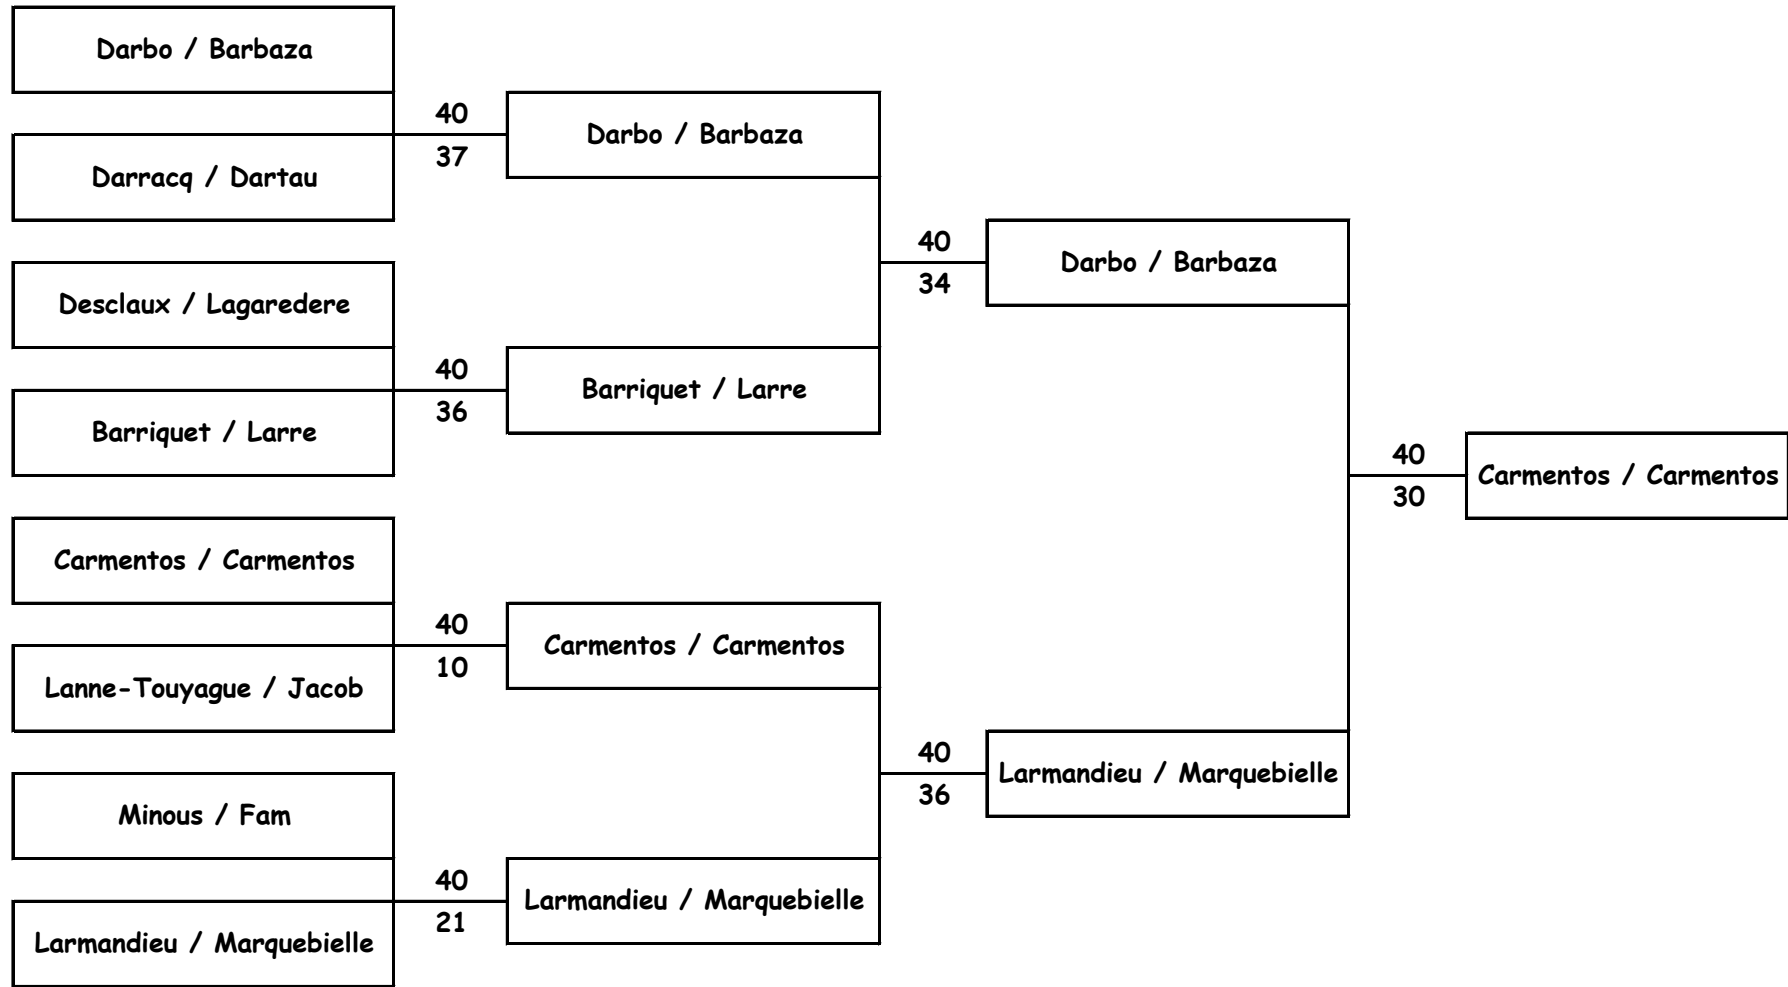 Darbo / Barbaza
40
Darbo / Barbaza
37
Darracq / Dartau
40
Darbo / Barbaza
34
Desclaux / Lagaredere
40
Barriquet / Larre
36
Barriquet / Larre
40
Carmentos / Carmentos
30
Carmentos / Carmentos
40
Carmentos / Carmentos
10
Lanne-Touyague / Jacob
40
Larmandieu / Marquebielle
36
Minous / Fam
40
Larmandieu / Marquebielle
21
Larmandieu / Marquebielle